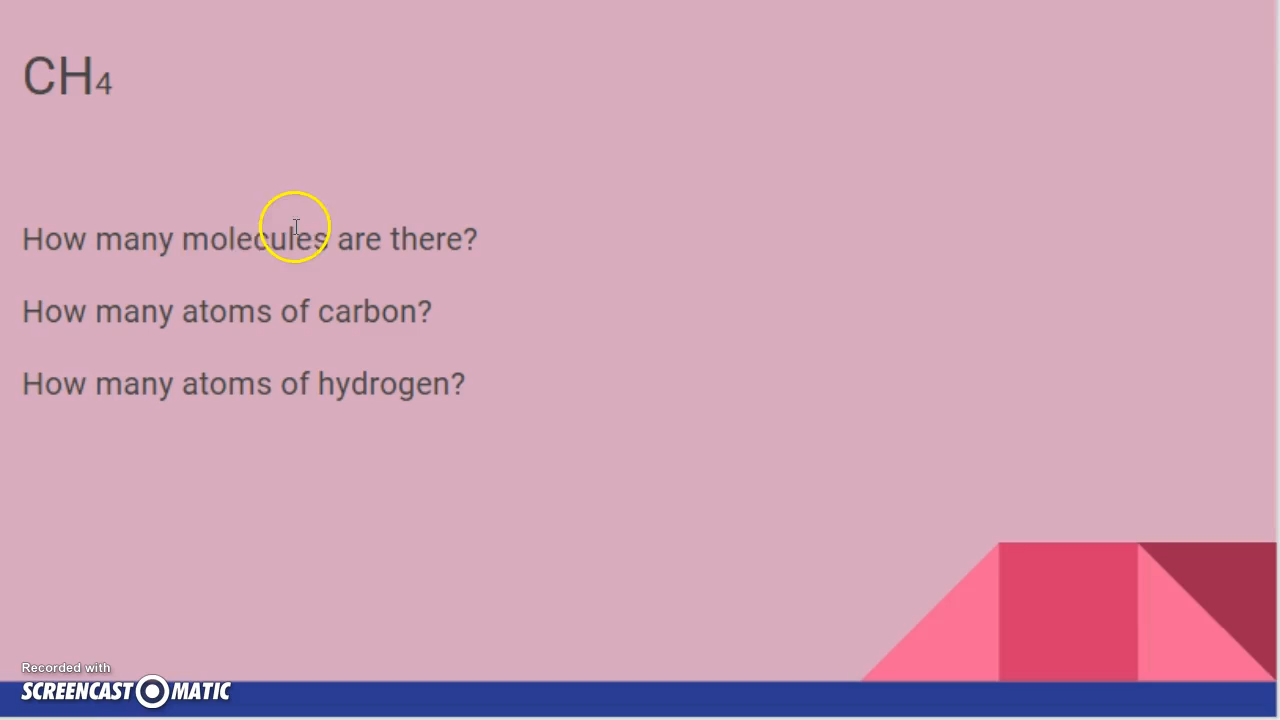 CH₄
How many molecules are there?
How many atoms of carbon?
How many atoms of hydrogen?
Recorded with
SCREENCAST O MATIC